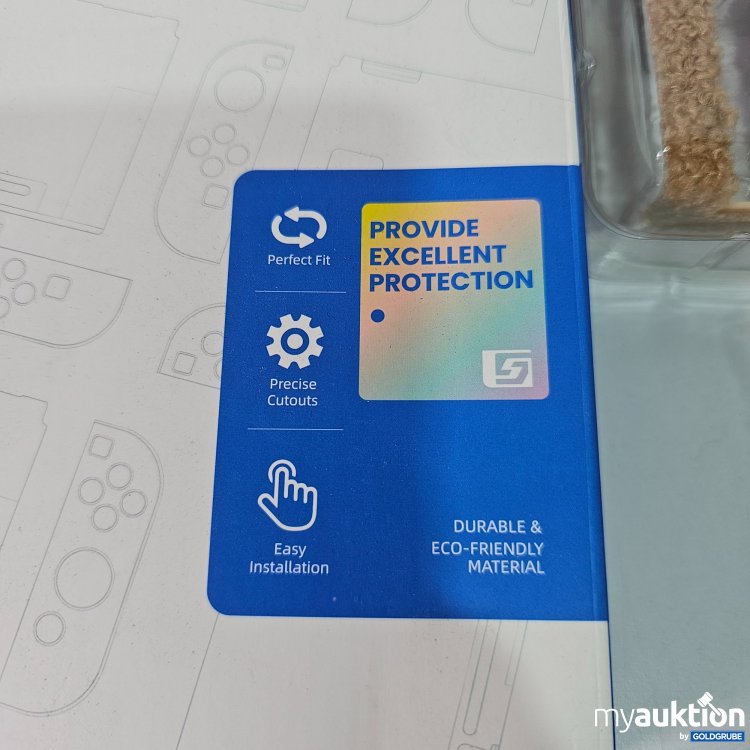 Perfect Fit
Precise
Cutouts
Easy
Installation
PROVIDE
EXCELLENT
PROTECTION
DURABLE &
ECO-FRIENDLY
MATERIAL
myauktion
by GOLDGRUBE